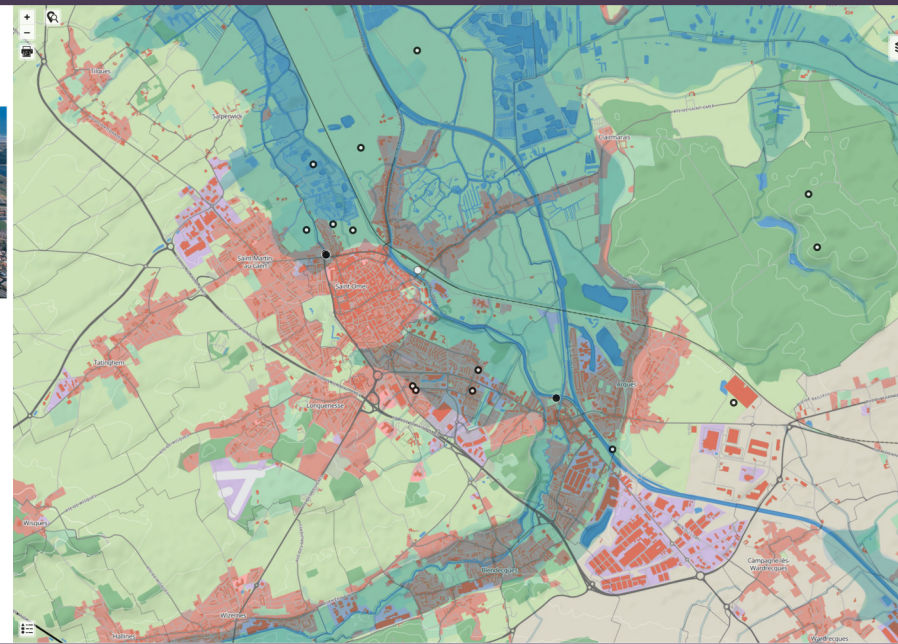 +
−
Tilques
Salperwick
Clairmarais
Saint-Martin
-au-Laërt
Saint-Omer
Tatinghem
Arques
Longuenesse
Wisques
Blendecques
Campagne-lès-
Wardrecques
Wizernes
Hallines
Wardrecques